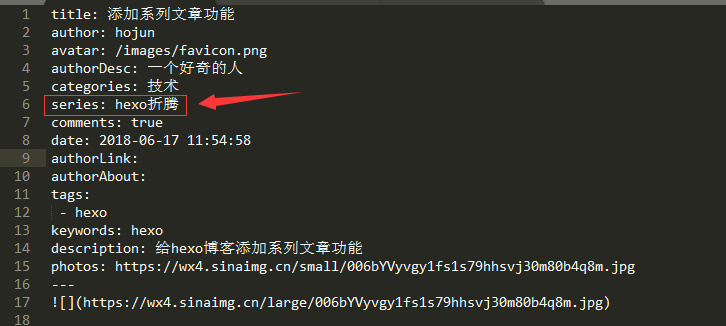 1 title: 添加系列文章功能
2 author: hojun
3 avatar: /images/favicon.png
4 authorDesc: 一个好奇的人
5 categories: 技术
6 series: hexo折腾
7 comments: true
8 date: 2018-06-17 11:54:58
9 authorLink:
10 authorAbout:
11 tags:
12 - hexo
13 keywords: hexo
14 description: 给hexo博客添加系列文章功能
15 photos: https://wx4.sinaimg.cn/small/006bYVyvgy1fs1s79hhsvj30m80b4q8m.jpg
16 ---
17 ![](https://wx4.sinaimg.cn/large/006bYVyvgy1fs1s79hhsvj30m80b4q8m.jpg)
18